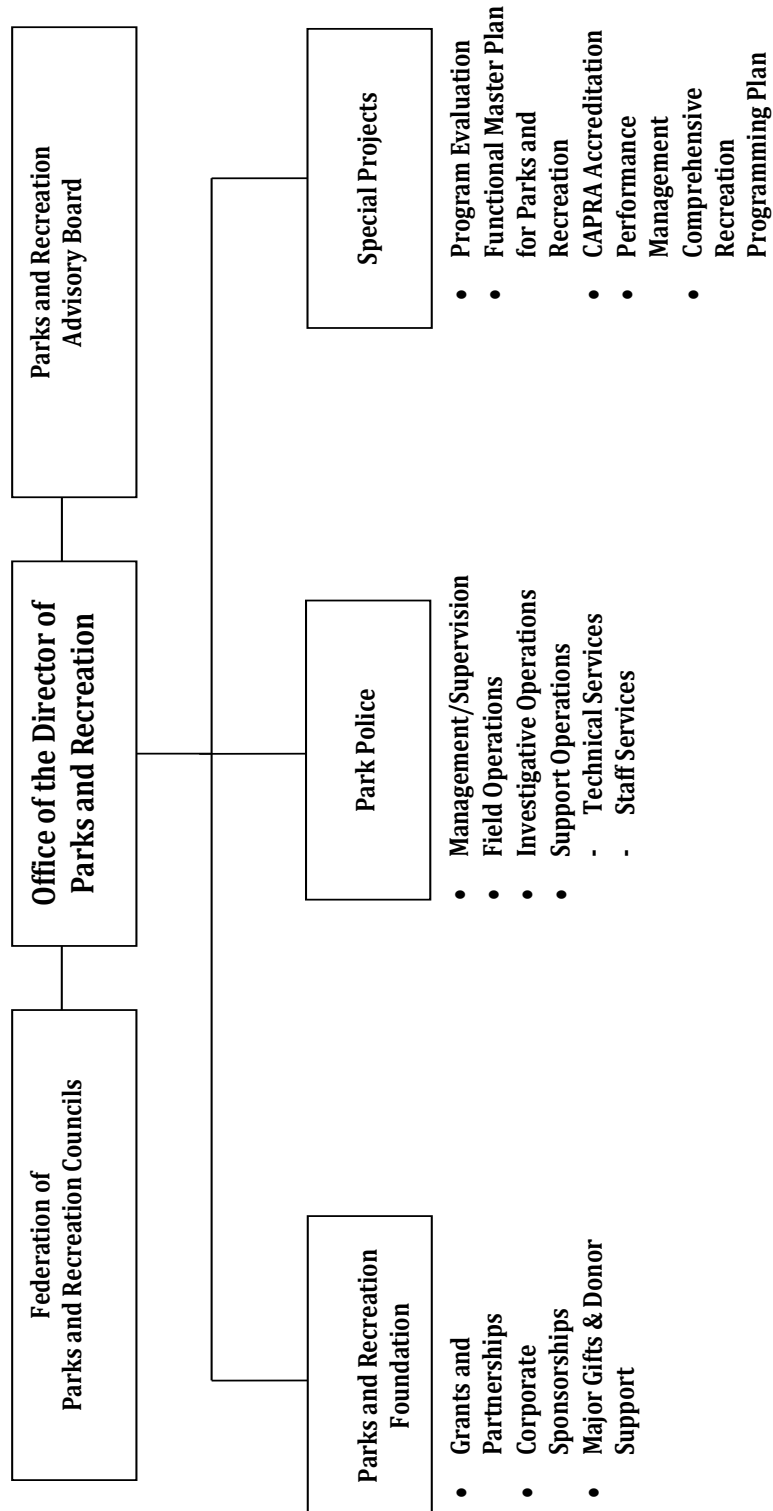 Federation of
Parks and Recreation Councils
Office of the Director of
Parks and Recreation
Parks and Recreation
Advisory Board
Parks and Recreation
Foundation
• Grants and
Partnerships
• Corporate
Sponsorships
• Major Gifts & Donor
Support
Park Police
• Management/Supervision
• Field Operations
• Investigative Operations
• Support Operations
- Technical Services
- Staff Services
Special Projects
• Program Evaluation
• Functional Master Plan
for Parks and
Recreation
• CAPRA Accreditation
• Performance
Management
• Comprehensive
Recreation
Programming Plan